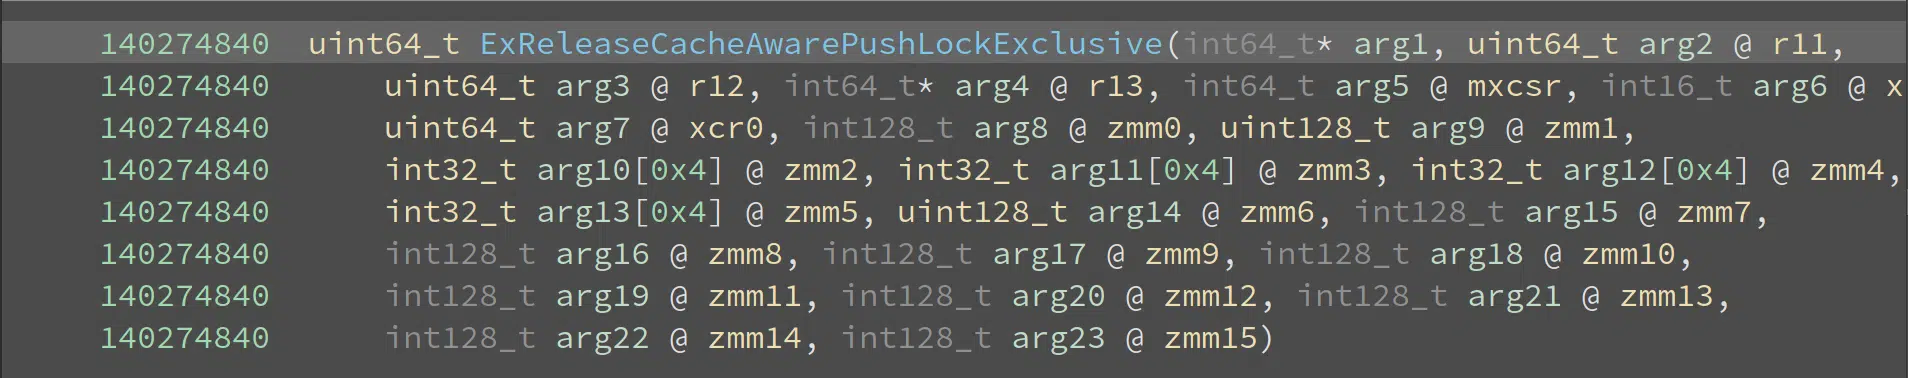 140274840 uint64_t ExReleaseCacheAwarePushLockExclusive(int64_t* arg1, uint64_t arg2 @ r11,
140274840 uint64_t arg3 @ r12, int64_t* arg4 @ r13, int64_t arg5 @ mxcsr, int16_t arg6 @ x
140274840 uint64_t arg7 @ xcr0, int128_t arg8 @ zmm0, uint128_t arg9 @ zmm1,
140274840 int32_t arg10[0x4] @ zmm2, int32_t arg11[0x4] @ zmm3, int32_t arg12[0x4] @ zmm4,
140274840 int32_t arg13[0x4] @ zmm5, uint128_t arg14 @ zmm6, int128_t arg15 @ zmm7,
140274840 int128_t arg16 @ zmm8, int128_t arg17 @ zmm9, int128_t arg18 @ zmm10,
140274840 int128_t arg19 @ zmm11, int128_t arg20 @ zmm12, int128_t arg21 @ zmm13,
140274840 int128_t arg22 @ zmm14, int128_t arg23 @ zmm15)